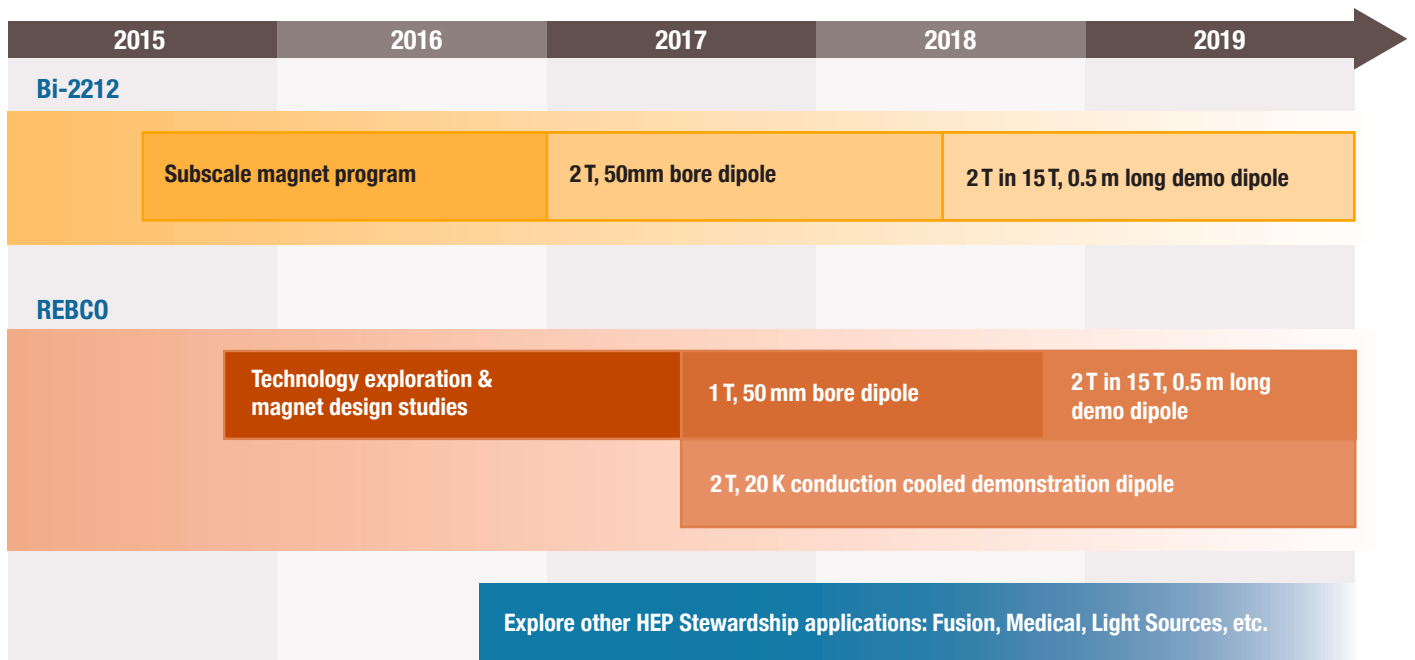 2015 2016 2017 2018 2019
Bi-2212
Subscale magnet program
2 T, 50mm bore dipole
2 T in 15 T, 0.5 m long demo dipole
REBCO
Technology exploration &
magnet design studies
1 T, 50 mm bore dipole
2 T in 15 T, 0.5 m long
demo dipole
2 T, 20 K conduction cooled demonstration dipole
Explore other HEP Stewardship applications: Fusion, Medical, Light Sources, etc.